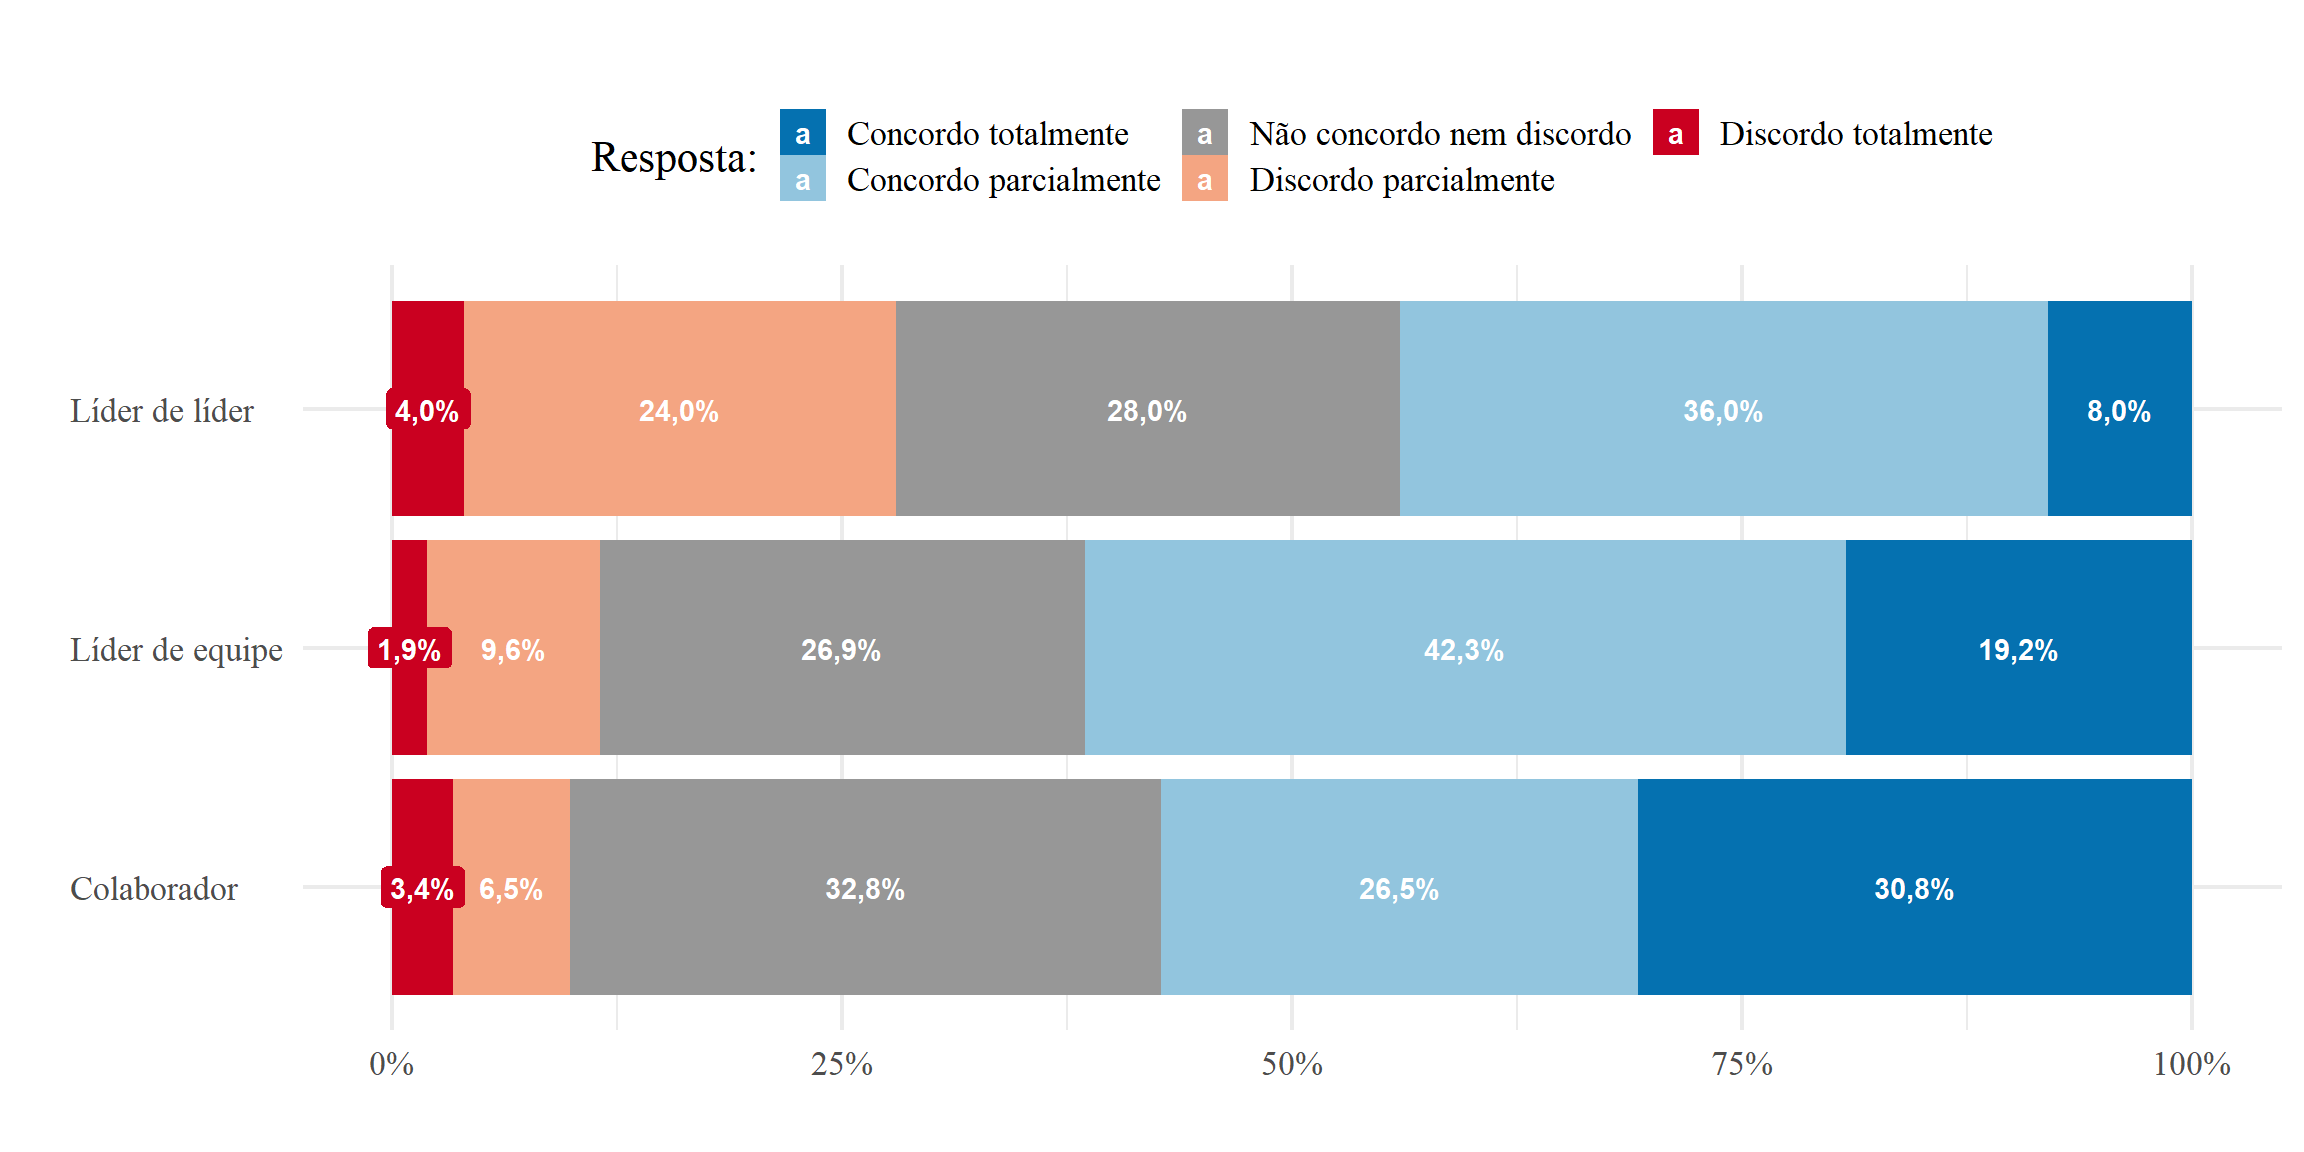 Resposta:
a Concordo totalmente
a Concordo parcialmente
a Não concordo nem discordo
a Discordo parcialmente
a Discordo totalmente
Líder de líder 4,0% 24,0% 28,0% 36,0% 8,0%
Líder de equipe 1,9% 9,6% 26,9% 42,3% 19,2%
Colaborador 3,4% 6,5% 32,8% 26,5% 30,8%
0% 25% 50% 75% 100%